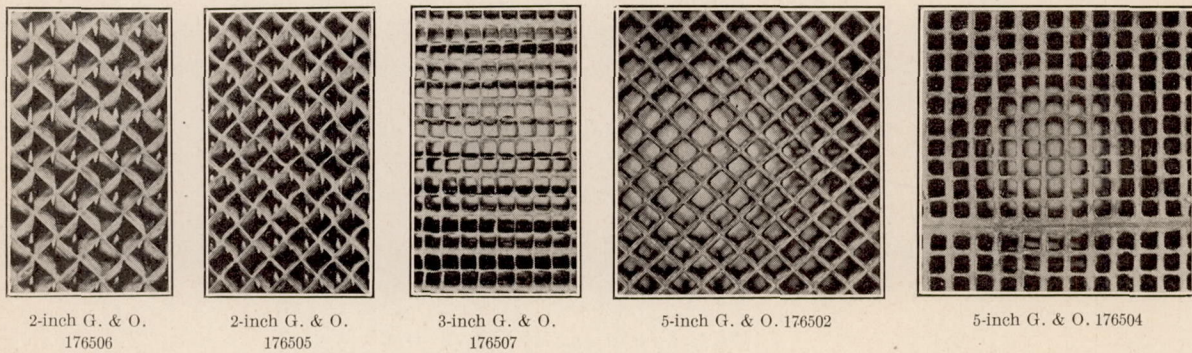 2-inch G. & O.
176506
2-inch G. & O.
176505
3-inch G. & O.
176507
5-inch G. & O. 176502
5-inch G. & O. 176504